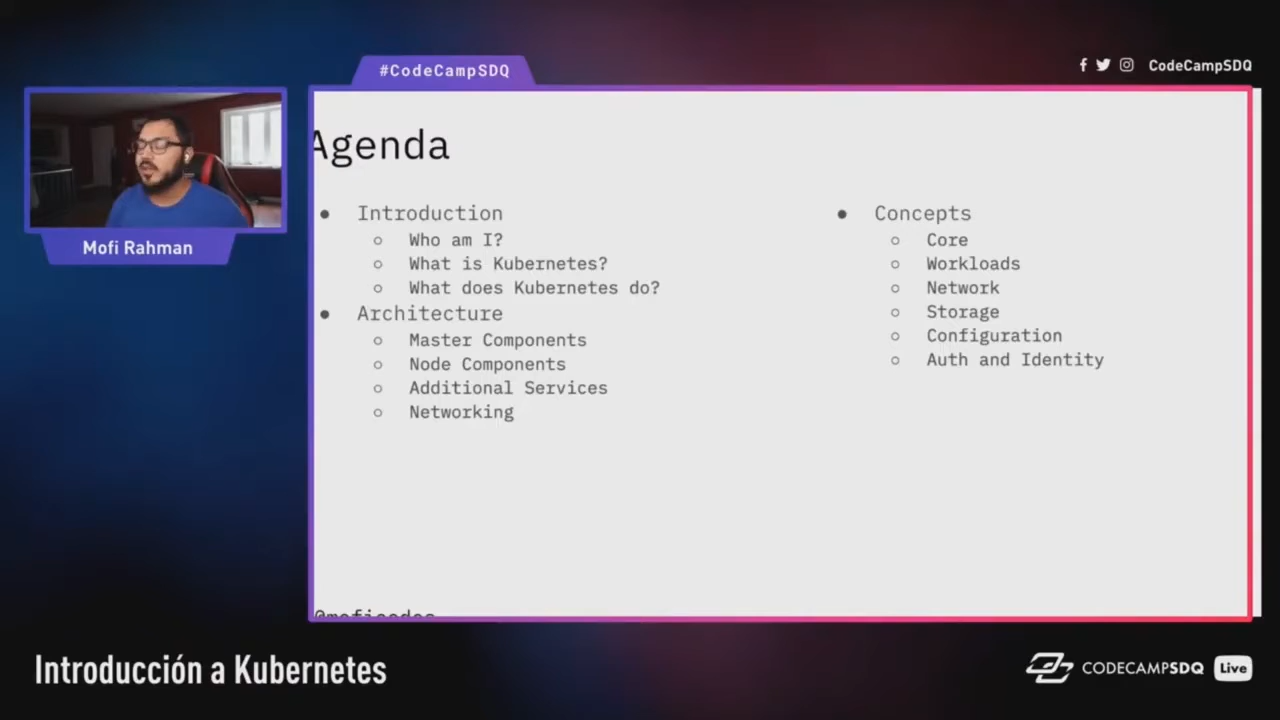 #CodeCampSDQ
CodeCampSDQ
Mofi Rahman
Agenda
● Introduction
○ Who am I?
○ What is Kubernetes?
○ What does Kubernetes do?
● Architecture
○ Master Components
○ Node Components
○ Additional Services
○ Networking
● Concepts
○ Core
○ Workloads
○ Network
○ Storage
○ Configuration
○ Auth and Identity
@moficodes
Introducción a Kubernetes
CODECAMPSDQ Live